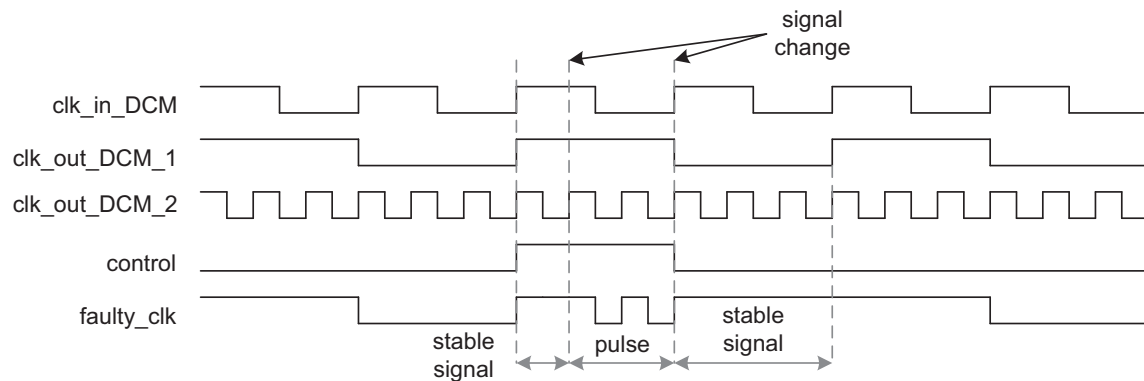 signal
change
clk_in_DCM
clk_out_DCM_1
clk_out_DCM_2
control
faulty_clk
stable
signal
pulse
stable
signal